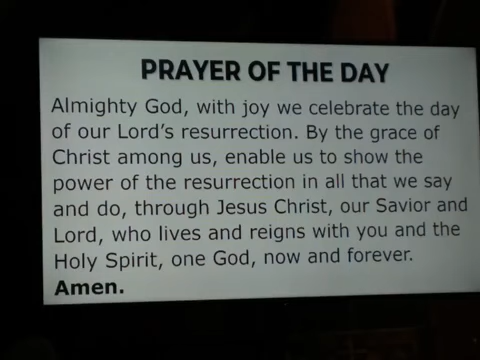 PRAYER OF THE DAY
Almighty God, with joy we celebrate the day
of our Lord's resurrection. By the grace of
Christ among us, enable us to show the
power of the resurrection in all that we say
and do, through Jesus Christ, our Savior and
Lord, who lives and reigns with you and the
Holy Spirit, one God, now and forever.
Amen.